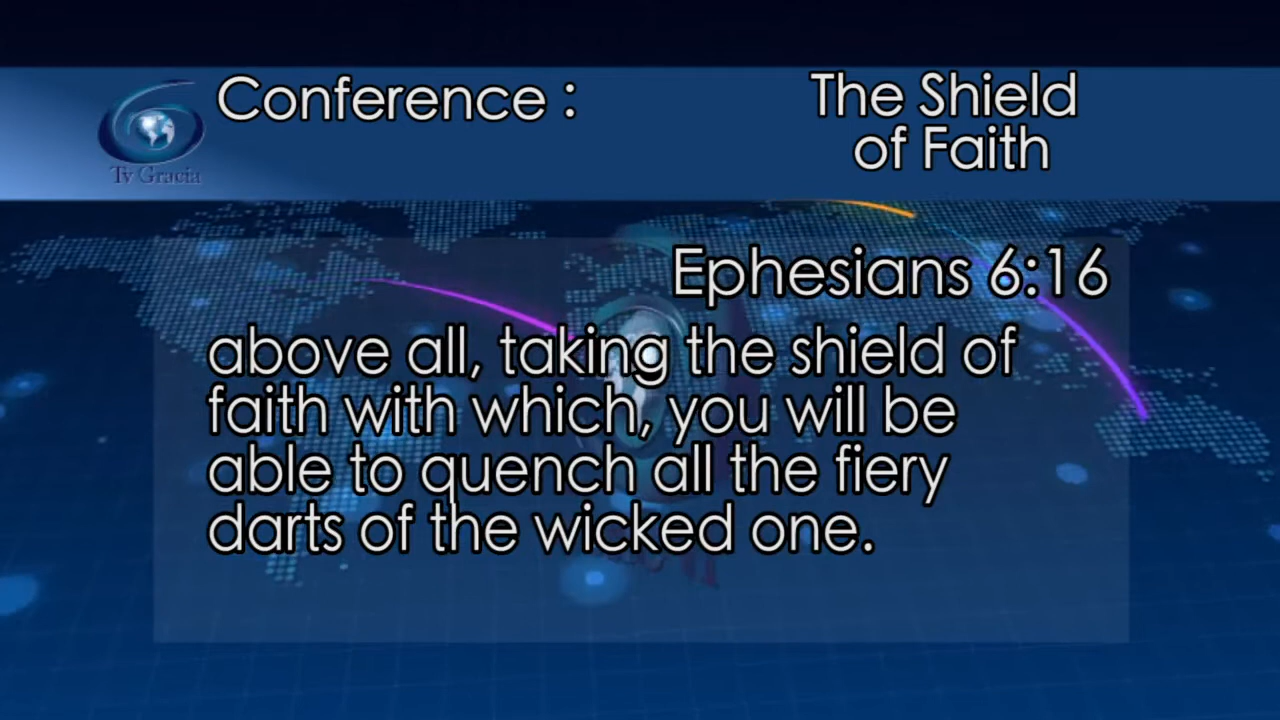 Conference :
The Shield
of Faith
Tv Gracia
Ephesians 6:16
above all, taking the shield of
faith with which, you will be
able to quench all the fiery
darts of the wicked one.